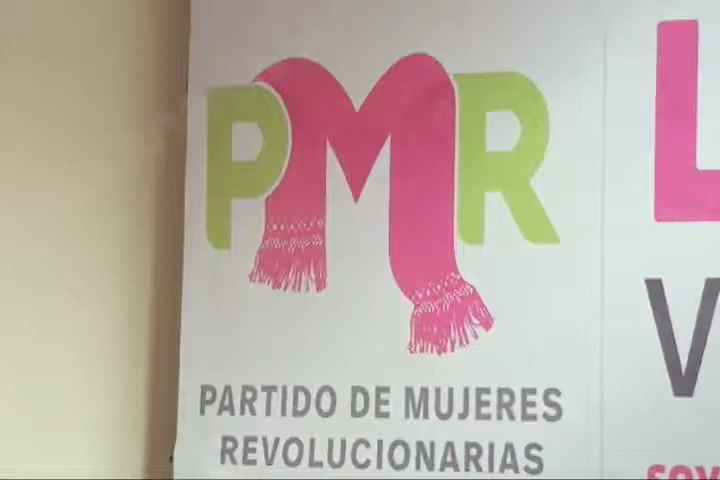 PMR
PARTIDO DE MUJERES
REVOLUCIONARIAS
L
V